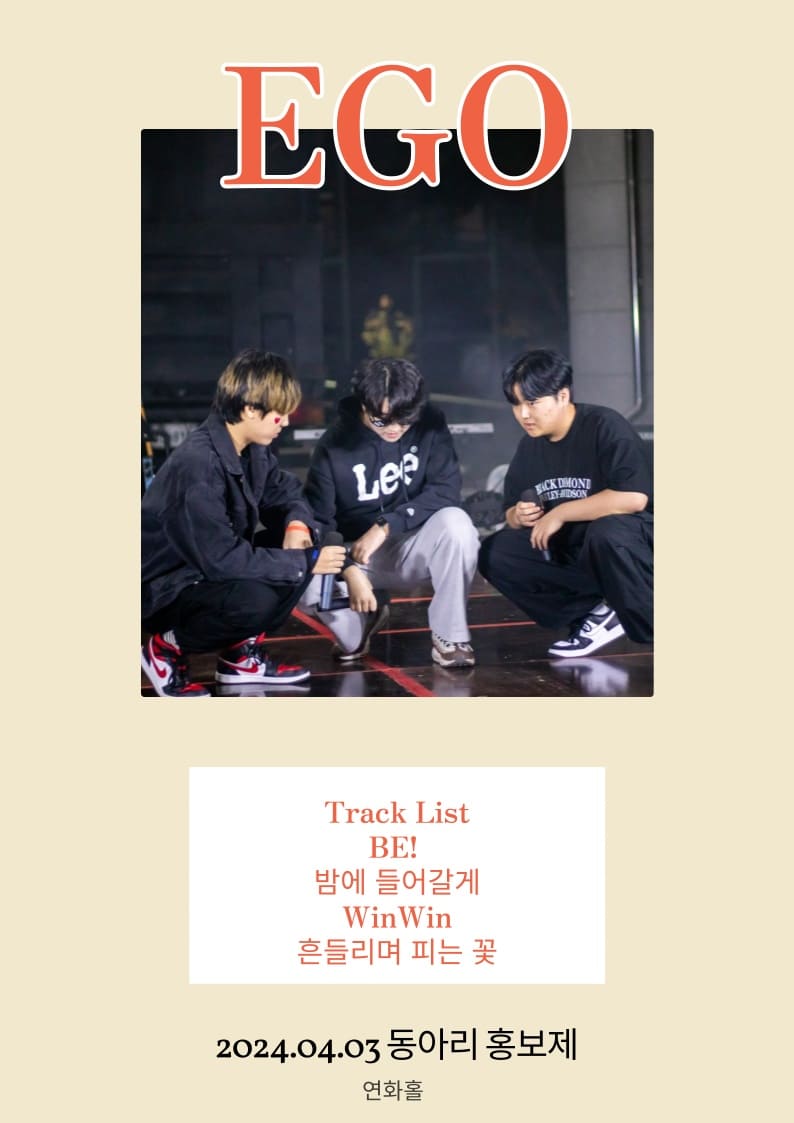 EGO
Lee
BLACK DIAMOND
HARLEY-DAVIDSON
Track List
BE!
밤에 들어갈게
WinWin
흔들리며 피는 꽃
2024.04.03 동아리 홍보제
연화홀